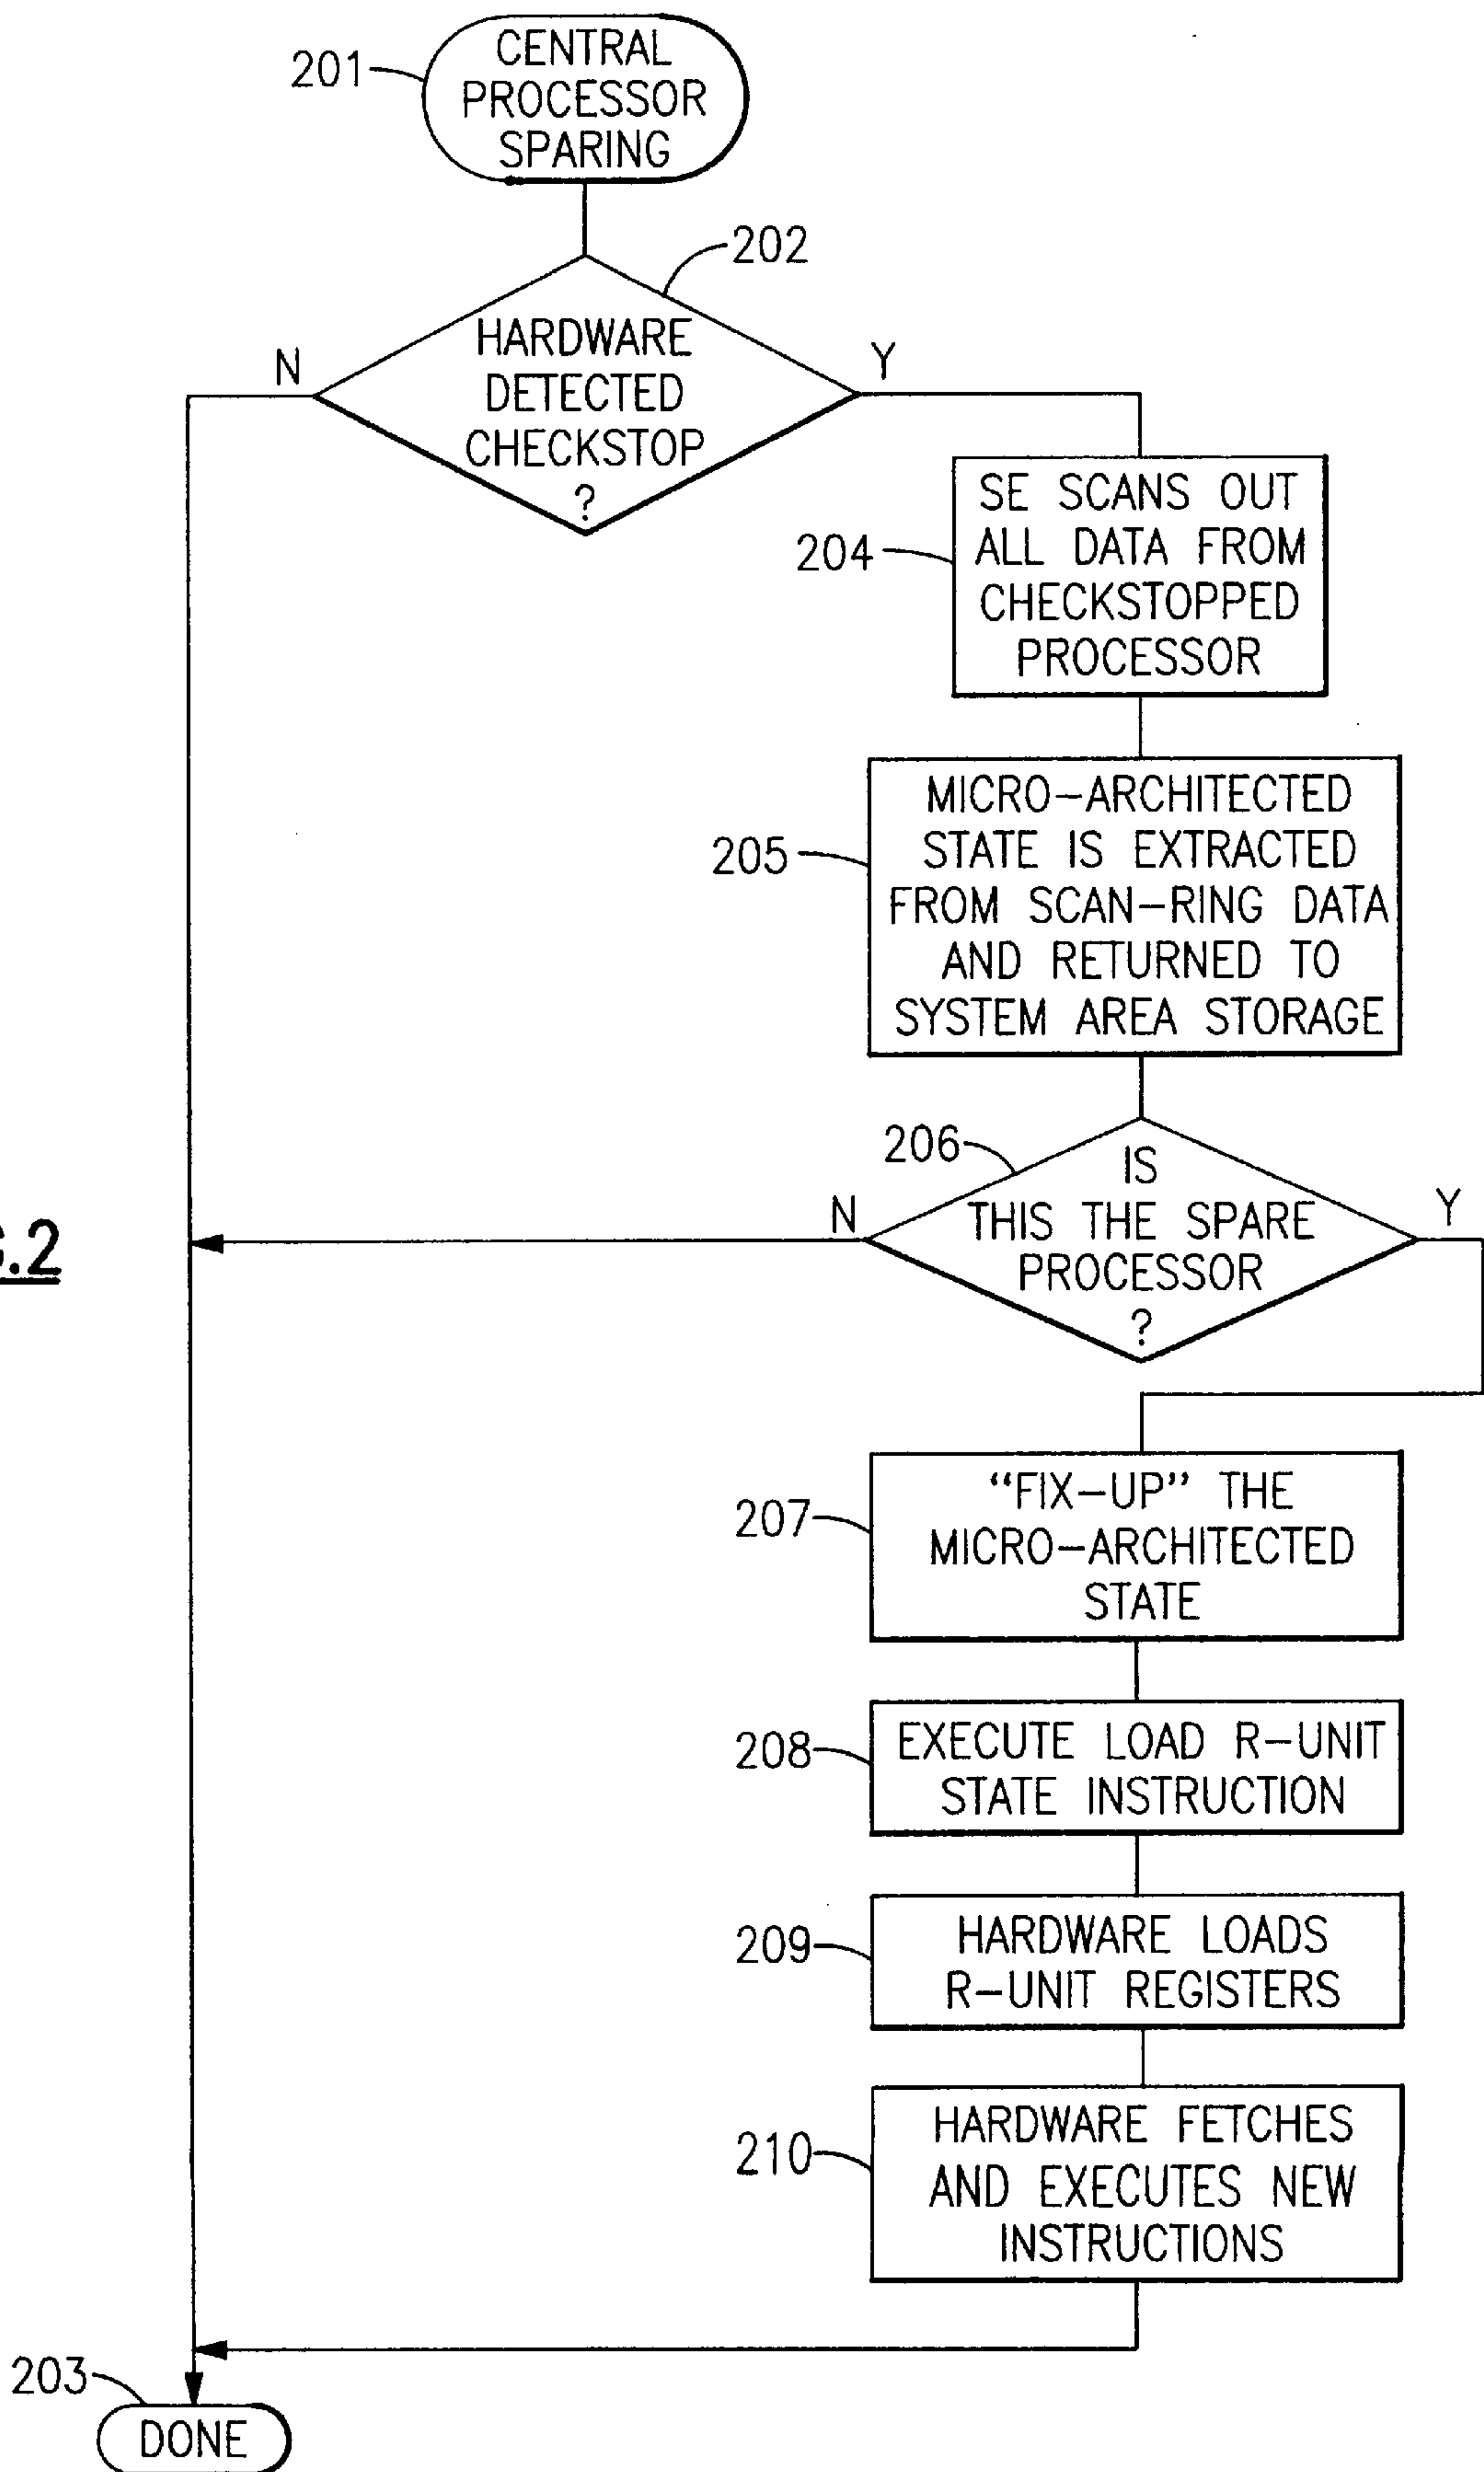 201
CENTRAL
PROCESSOR
SPARING
202
HARDWARE
DETECTED
CHECKSTOP
?
N
Y
204
SE SCANS OUT
ALL DATA FROM
CHECKSTOPPED
PROCESSOR
205
MICRO-ARCHITECTED
STATE IS EXTRACTED
FROM SCAN-RING DATA
AND RETURNED TO
SYSTEM AREA STORAGE
206
IS
THIS THE SPARE
PROCESSOR
?
N
Y
.2
207
“FIX-UP” THE
MICRO-ARCHITECTED
STATE
208
EXECUTE LOAD R-UNIT
STATE INSTRUCTION
209
HARDWARE LOADS
R-UNIT REGISTERS
210
HARDWARE FETCHES
AND EXECUTES NEW
INSTRUCTIONS
203
DONE